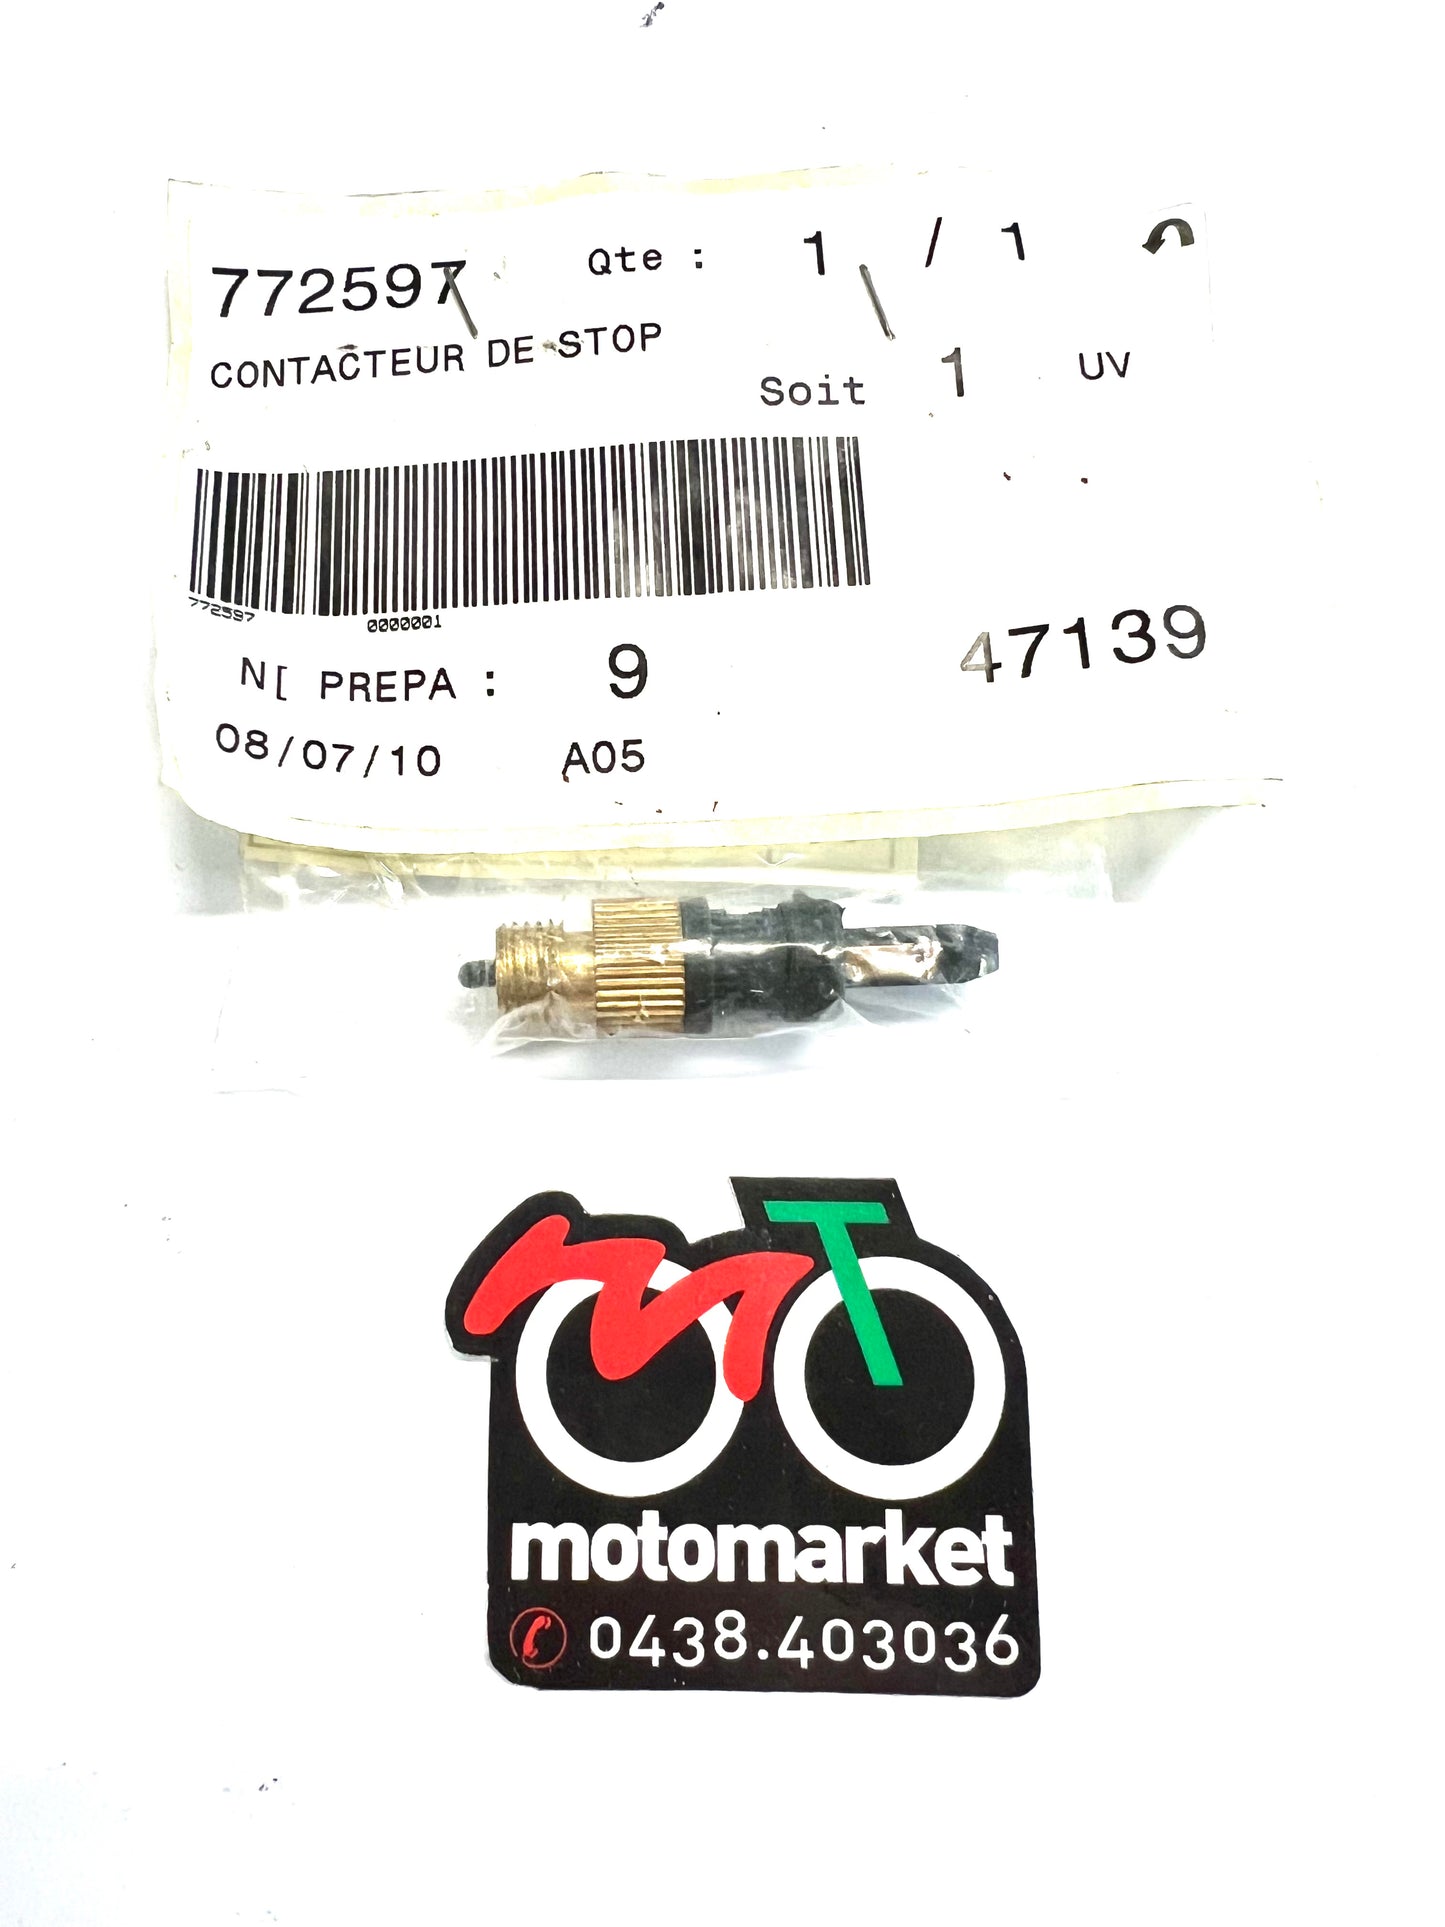 772597 Qte : 1 / 1
CONTACTEUR DE STOP
Soit 1 UV
772597 0000001
N[ PREPA : 9 47139
08/07/10 A05
mT
motomarket
0438.403036